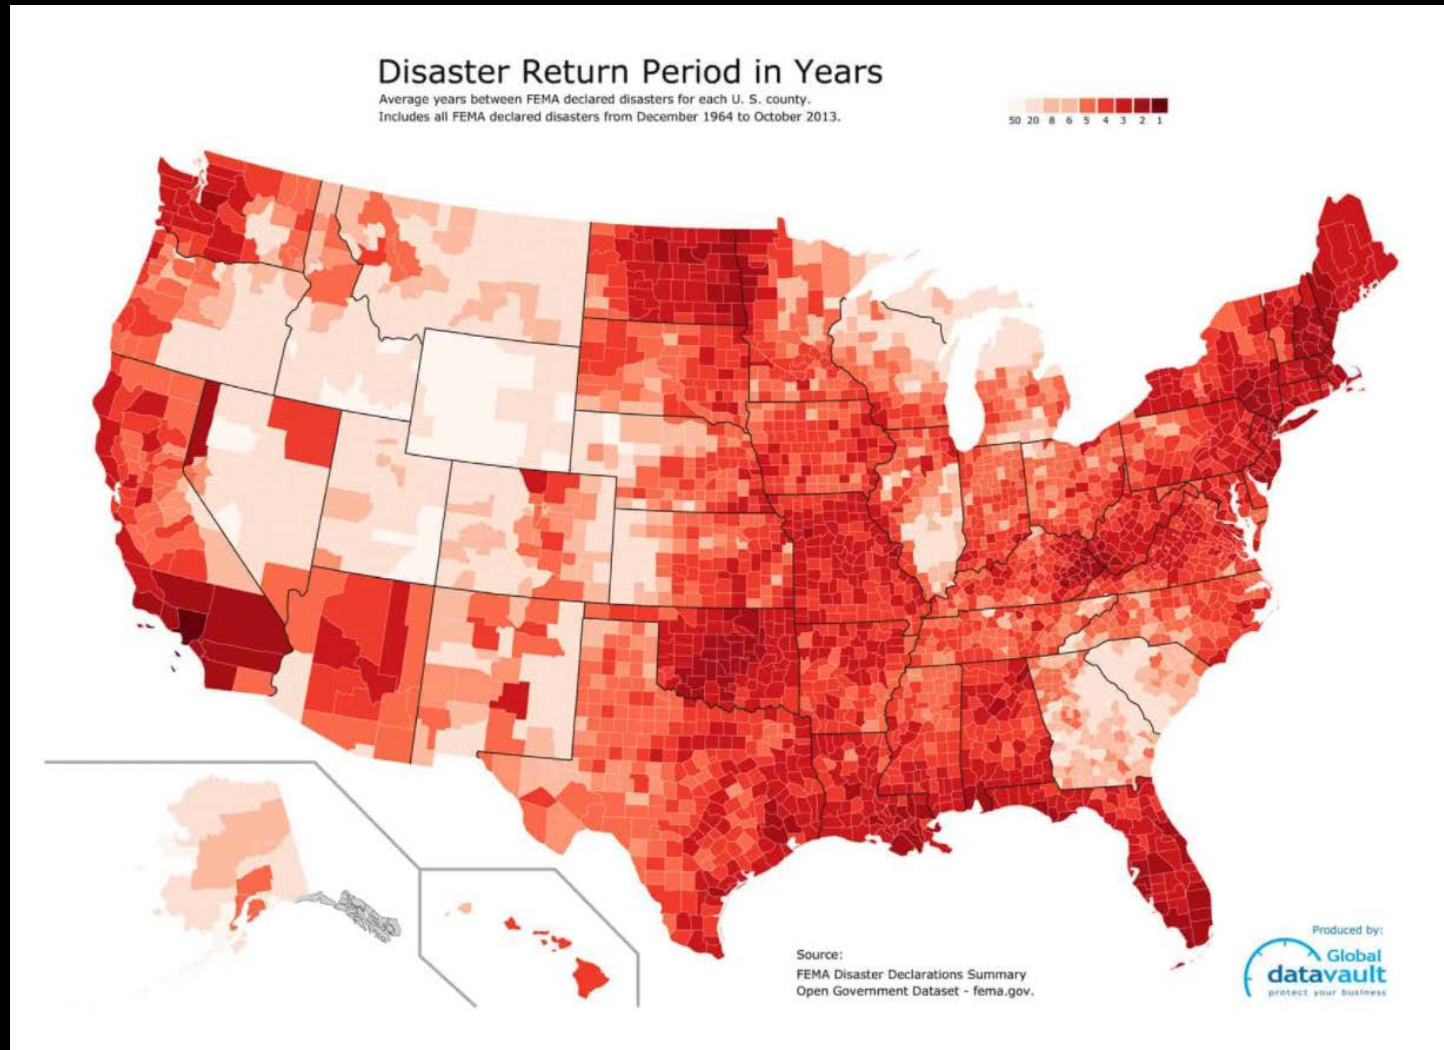 Disaster Return Period in Years
Average years between FEMA declared disasters for each U. S. county.
Includes all FEMA declared disasters from December 1964 to October 2013.
50 20 8 6 5 4 3 2 1
Source:
FEMA Disaster Declarations Summary
Open Government Dataset - fema.gov.
Produced by:
Global
datavault
protect your business